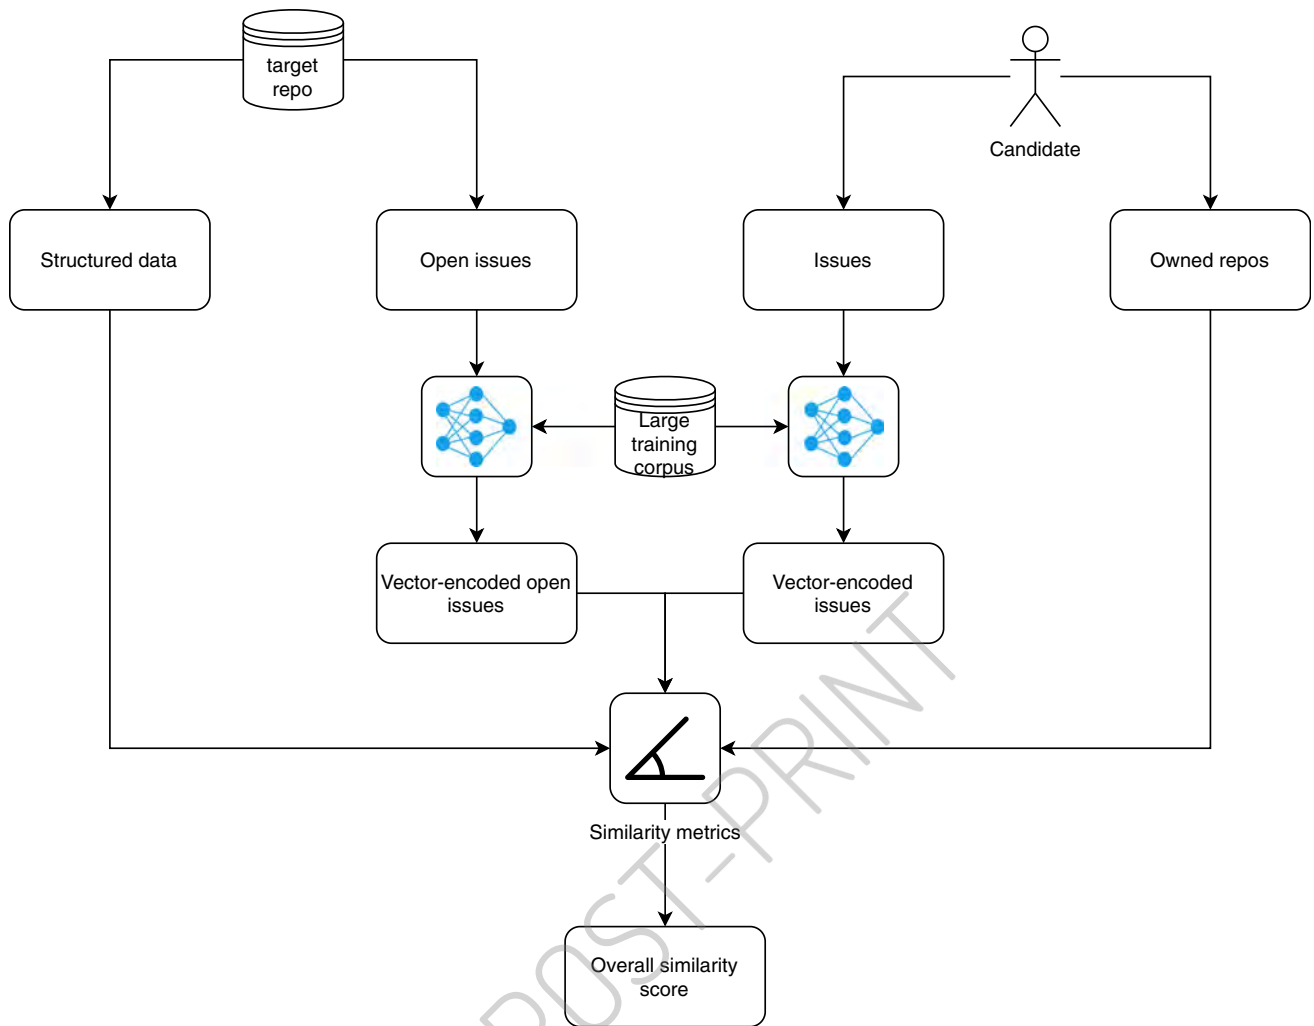 target
repo
Candidate
Structured data
Open issues
Issues
Owned repos
Large
training
corpus
Vector-encoded open
issues
Vector-encoded
issues
Similarity metrics
Overall similarity
score
POST-PRINT